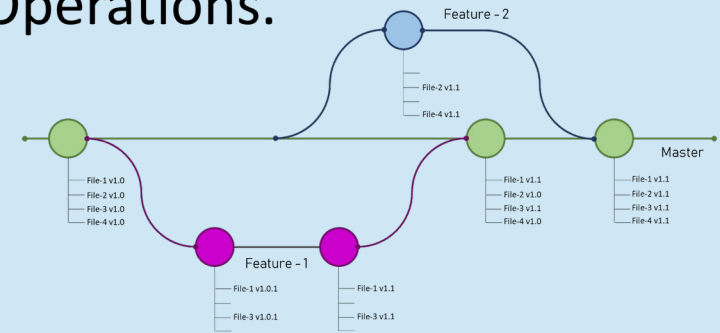 Operations.
Feature - 2
File-2 v1.1
File-4 v1.1
Master
File-1 v1.0
File-2 v1.0
File-3 v1.0
File-4 v1.0
File-1 v1.1
File-2 v1.0
File-3 v1.1
File-4 v1.0
File-1 v1.1
File-2 v1.1
File-3 v1.1
File-4 v1.1
Feature - 1
File-1 v1.0.1
File-3 v1.0.1
File-1 v1.1
File-3 v1.1